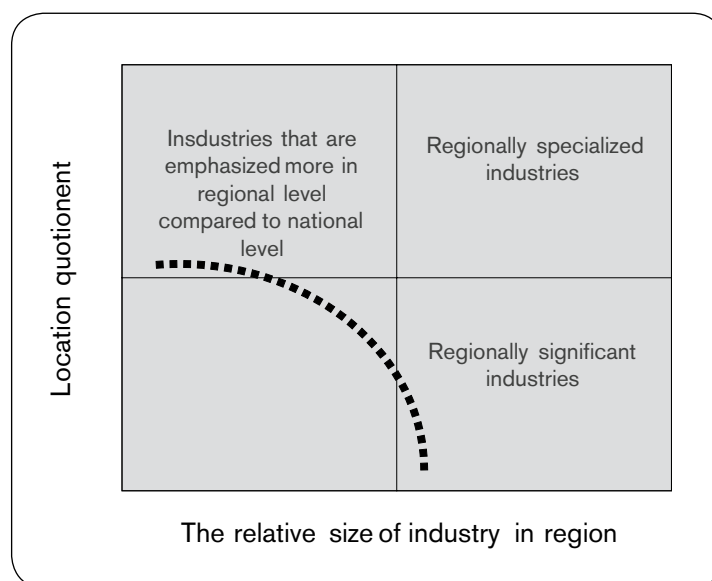 Insdustries that are
emphasized more in
regional level
compared to national
level
Regionally specialized
industries
Location quotionent
Regionally significant
industries
The relative size of industry in region